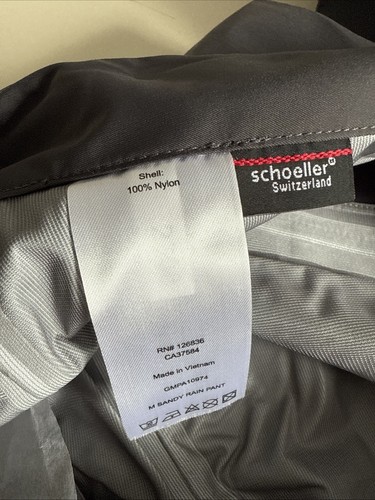 Shell:
100% Nylon
schoeller®
Switzerland
RN# 126836
CA37584
Made in Vietnam
GMPA10974
M SANDY RAIN PANT